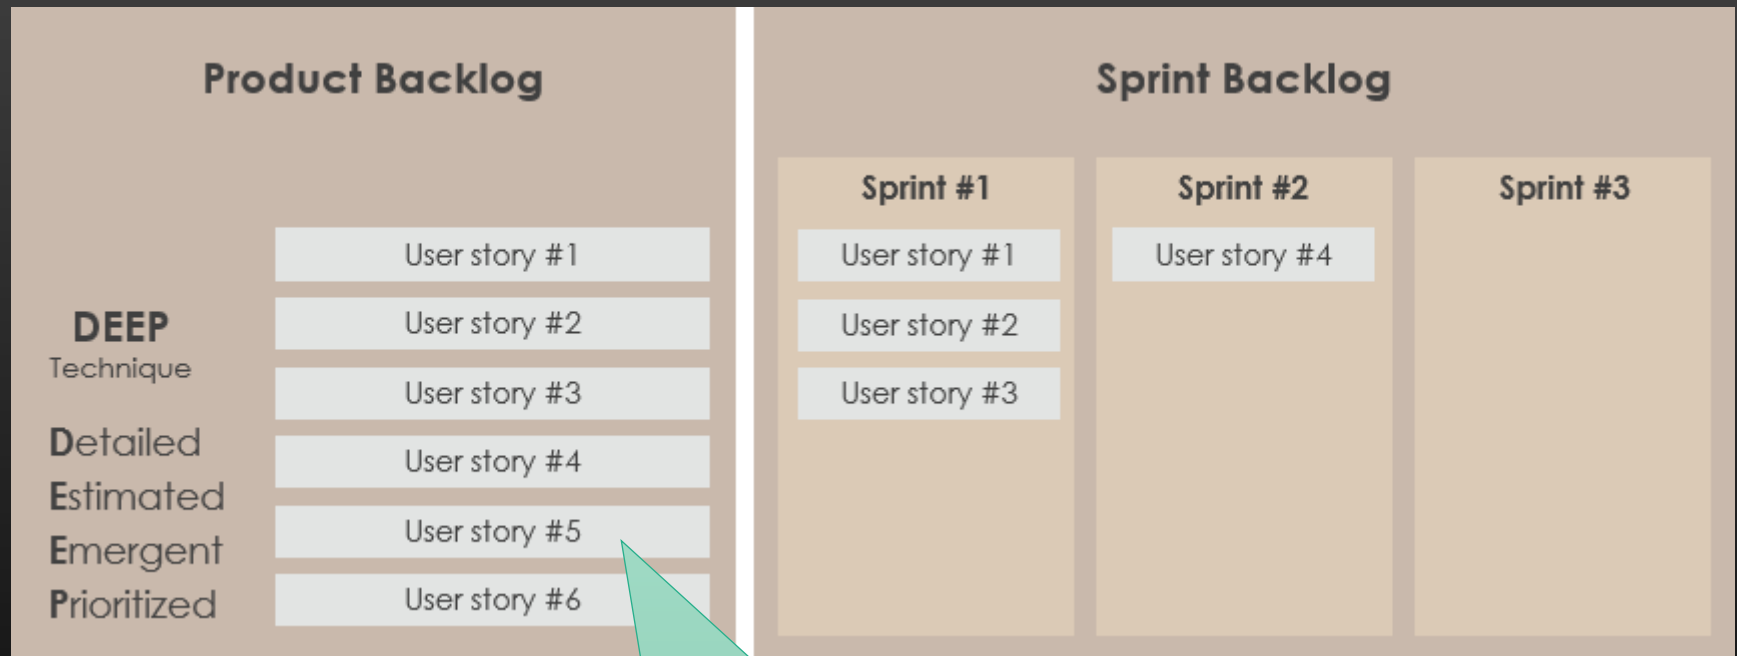 Product Backlog
DEEP
Technique
Detailed
Estimated
Emergent
Prioritized
User story #1
User story #2
User story #3
User story #4
User story #5
User story #6
Sprint Backlog
Sprint #1
User story #1
User story #2
User story #3
Sprint #2
User story #4
Sprint #3